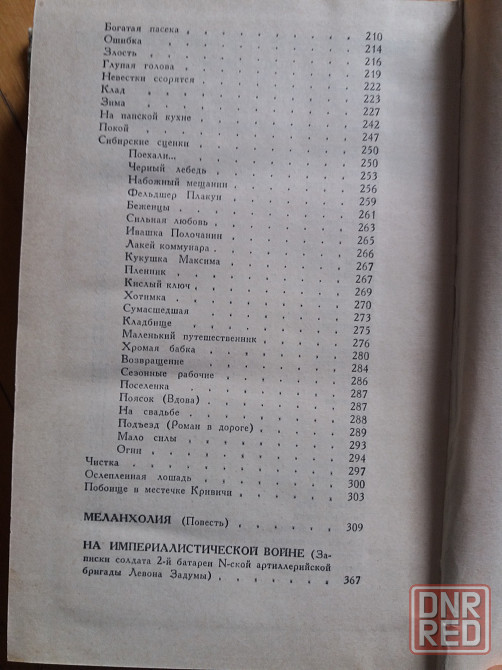 Богатая пасека 210
Ошибка 214
Злость 216
Глупая голова 219
Невестки ссорятся 222
Клад 223
Зима 227
На панской кухне 242
Покой 247
Сибирские сценки 250
Поехали... 250
Черный лебедь 253
Набожный мещанин 256
Фельдшер Плакун 259
Беженцы 261
Сильная любовь 263
Ивашка Полочанин 265
Лакей коммунара 266
Кукушка Максима 267
Пленник 267
Кислый ключ 269
Хотимка 270
Сумасшедшая 273
Кладбище 275
Маленький путешественник 276
Хромая бабка 280
Возвращение 284
Сезонные рабочие 286
Поселенка 287
Поясок (Вдова) 287
На свадьбе 288
Подъезд (Роман в дороге) 289
Мало силы 293
Огни 294
Чистка 297
Ослепленная лошадь 300
Побоище в местечке Кривичи 303
МЕЛАНХОЛИЯ (Повесть) 309
НА ИМПЕРИАЛИСТИЧЕСКОЙ ВОЙНЕ (За-
писки солдата 2-й батареи N-ской артиллерийской
бригады Левона Задумы) 367
DNR
RED